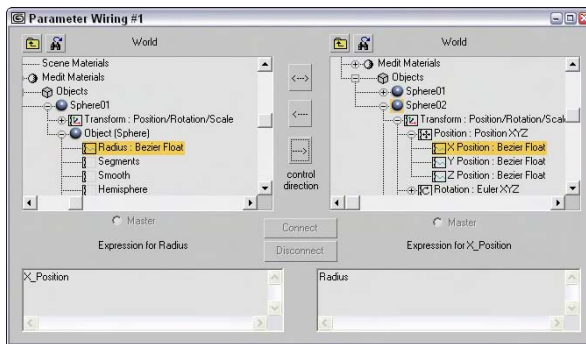 Parameter Wiring #1
World
Scene Materials
Medit Materials
Objects
Sphere01
Transform : Position/Rotation/Scale
Object (Sphere)
Radius : Bezier Float
Segments
Smooth
Hemisphere
Master
Expression for Radius
X_Position
<--->
<----
---->
control
direction
Connect
Disconnect
World
Medit Materials
Objects
Sphere01
Sphere02
Transform : Position/Rotation/Scale
Position : Position XYZ
X Position : Bezier Float
Y Position : Bezier Float
Z Position : Bezier Float
Rotation : Euler XYZ
Master
Expression for X_Position
Radius